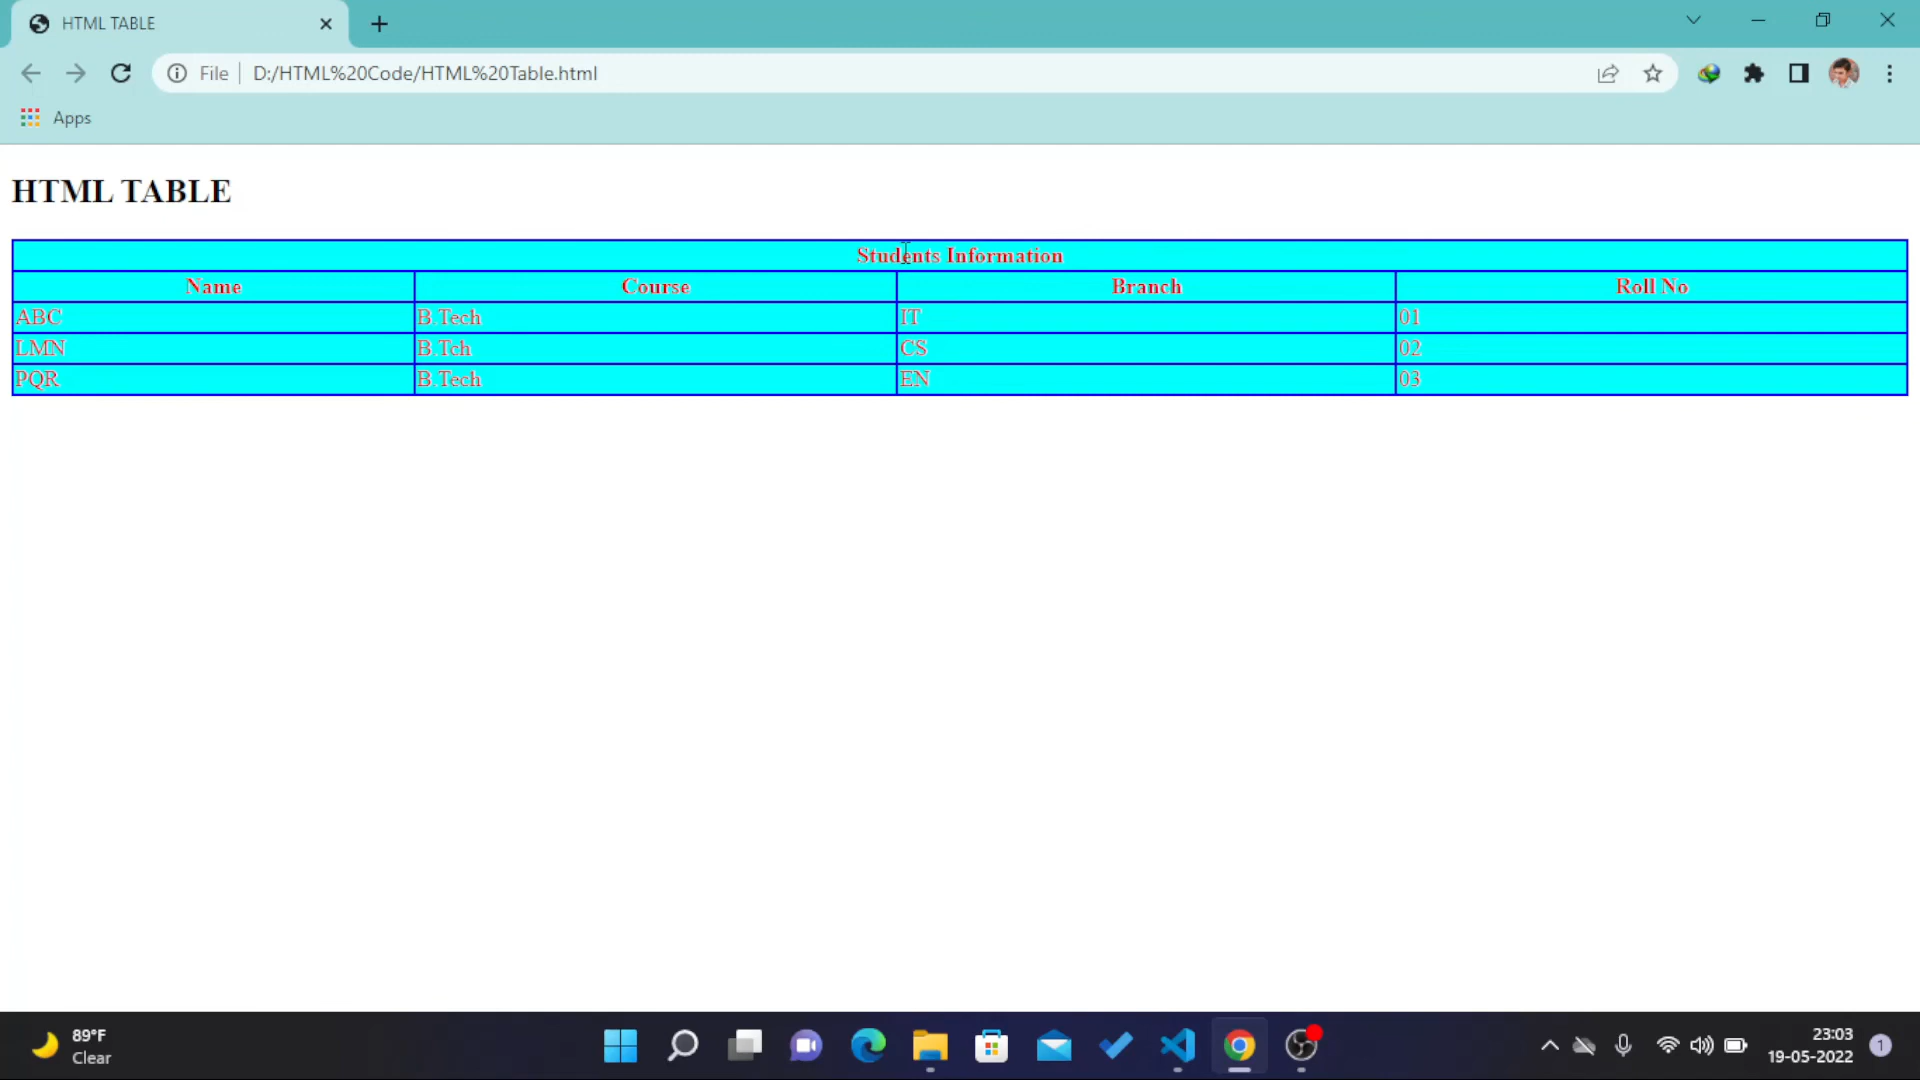 HTML TABLE
File D:/HTML%20Code/HTML%20Table.html
Apps
HTML TABLE
Students Information
Name Course Branch Roll No
ABC B.Tech IT 01
LMN B.Tch CS 02
PQR B.Tech EN 03
89°F
Clear
23:03
19-05-2022
1